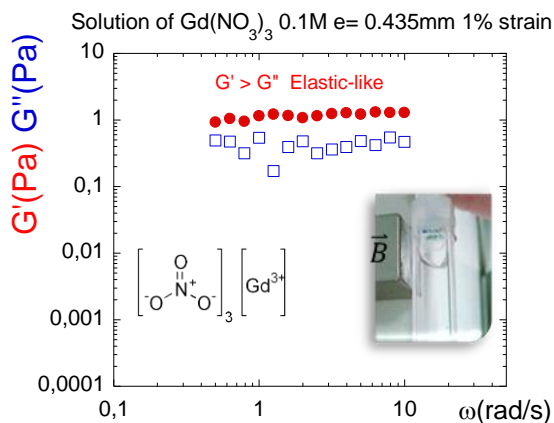 Solution of Gd(NO3)3 0.1M e= 0.435mm 1% strain
G'(Pa) G''(Pa)
10
1
0,1
0,01
0,001
0,0001
G' > G'' Elastic-like
B
O
N+
-O O-
3
Gd3+
0,1 1 10
ω(rad/s)